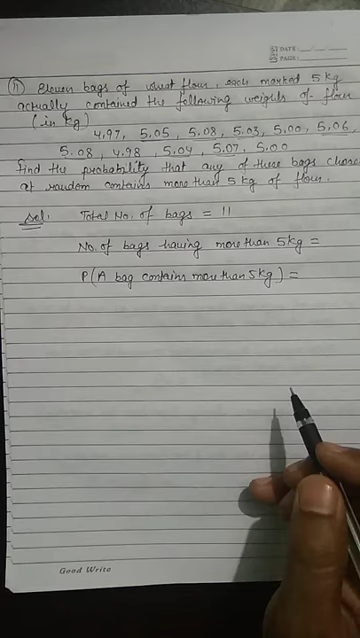 DATE: __/__/__
PAGE:
11) Eleven bags of wheat flour, each marked 5 kg
actually contained the following weights of flour
(in kg)
4.97, 5.05, 5.08, 5.03, 5.00, 5.06,
5.08, 4.98, 5.04, 5.07, 5.00
Find the probability that any of these bags chose
at random contains more than 5 kg of flour.
Sol: Total No. of bags = 11
No. of bags having more than 5kg =
P(A bag contains more than 5kg) =
Good Write